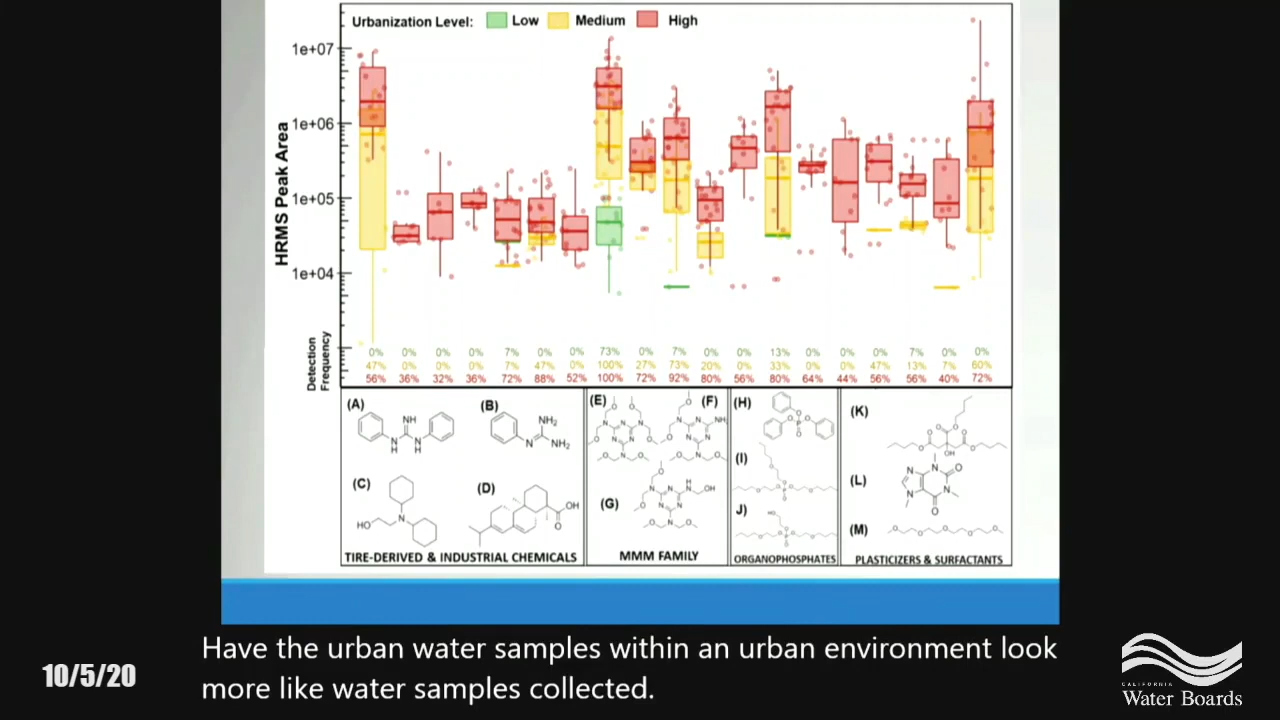 Urbanization Level: Low Medium High
1e+07
1e+06
1e+05
1e+04
HRMS Peak Area
Detection
Frequency
0% 0% 0% 0% 7% 0% 0% 73% 0% 7% 0% 0% 13% 0% 0% 0% 7% 0% 0%
47% 0% 0% 0% 7% 47% 0% 100% 27% 73% 20% 0% 33% 0% 0% 47% 13% 7% 60%
56% 36% 32% 36% 72% 88% 52% 100% 72% 92% 80% 56% 80% 64% 44% 56% 56% 40% 72%
(A)
(B)
(C)
(D)
NH
N
H
N
H
NH₂
N
NH₂
HO
N
OH
O
TIRE-DERIVED & INDUSTRIAL CHEMICALS
(E)
(F)
(G)
MMM FAMILY
(H)
(I)
J)
ORGANOPHOSPHATES
(K)
(L)
(M)
PLASTICIZERS & SURFACTANTS
10/5/20
Have the urban water samples within an urban environment look
more like water samples collected.
CALIFORNIA
Water Boards